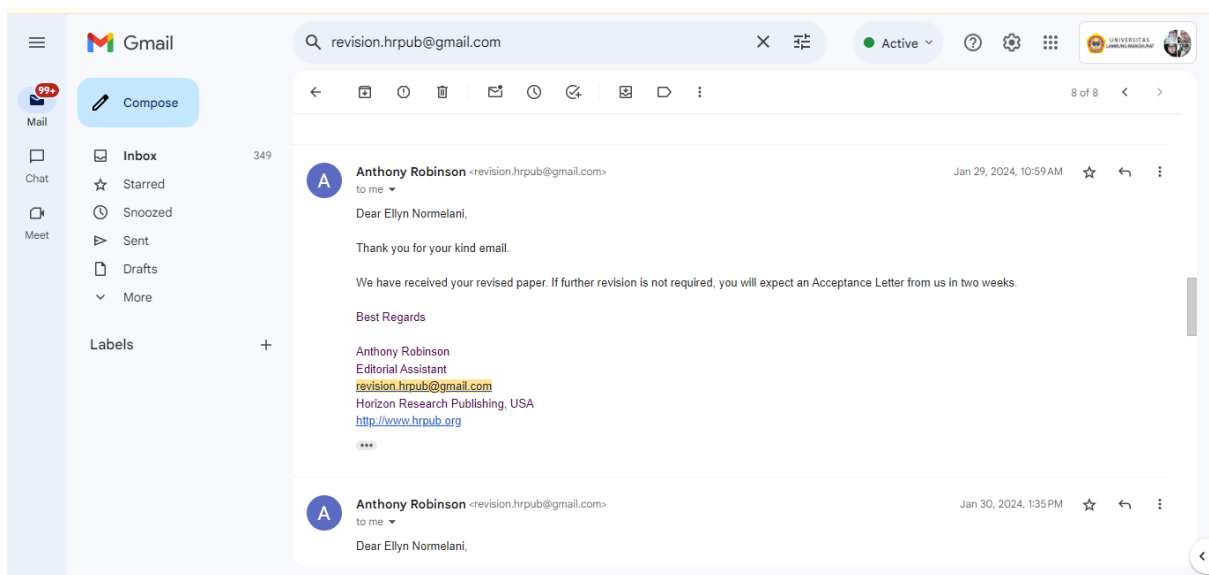 Gmail
revision.hrpub@gmail.com
Active
UNIVERSITAS
LAMBUNG MANGKURAT
99+
Mail
Compose
8 of 8
Inbox 349
Chat
Starred
Snoozed
Meet
Sent
Drafts
More
Labels
Anthony Robinson <revision.hrpub@gmail.com> Jan 29, 2024, 10:59 AM
to me
Dear Ellyn Normelani,
Thank you for your kind email.
We have received your revised paper. If further revision is not required, you will expect an Acceptance Letter from us in two weeks.
Best Regards
Anthony Robinson
Editorial Assistant
revision.hrpub@gmail.com
Horizon Research Publishing, USA
http://www.hrpub.org
Anthony Robinson <revision.hrpub@gmail.com> Jan 30, 2024, 1:35 PM
to me
Dear Ellyn Normelani,